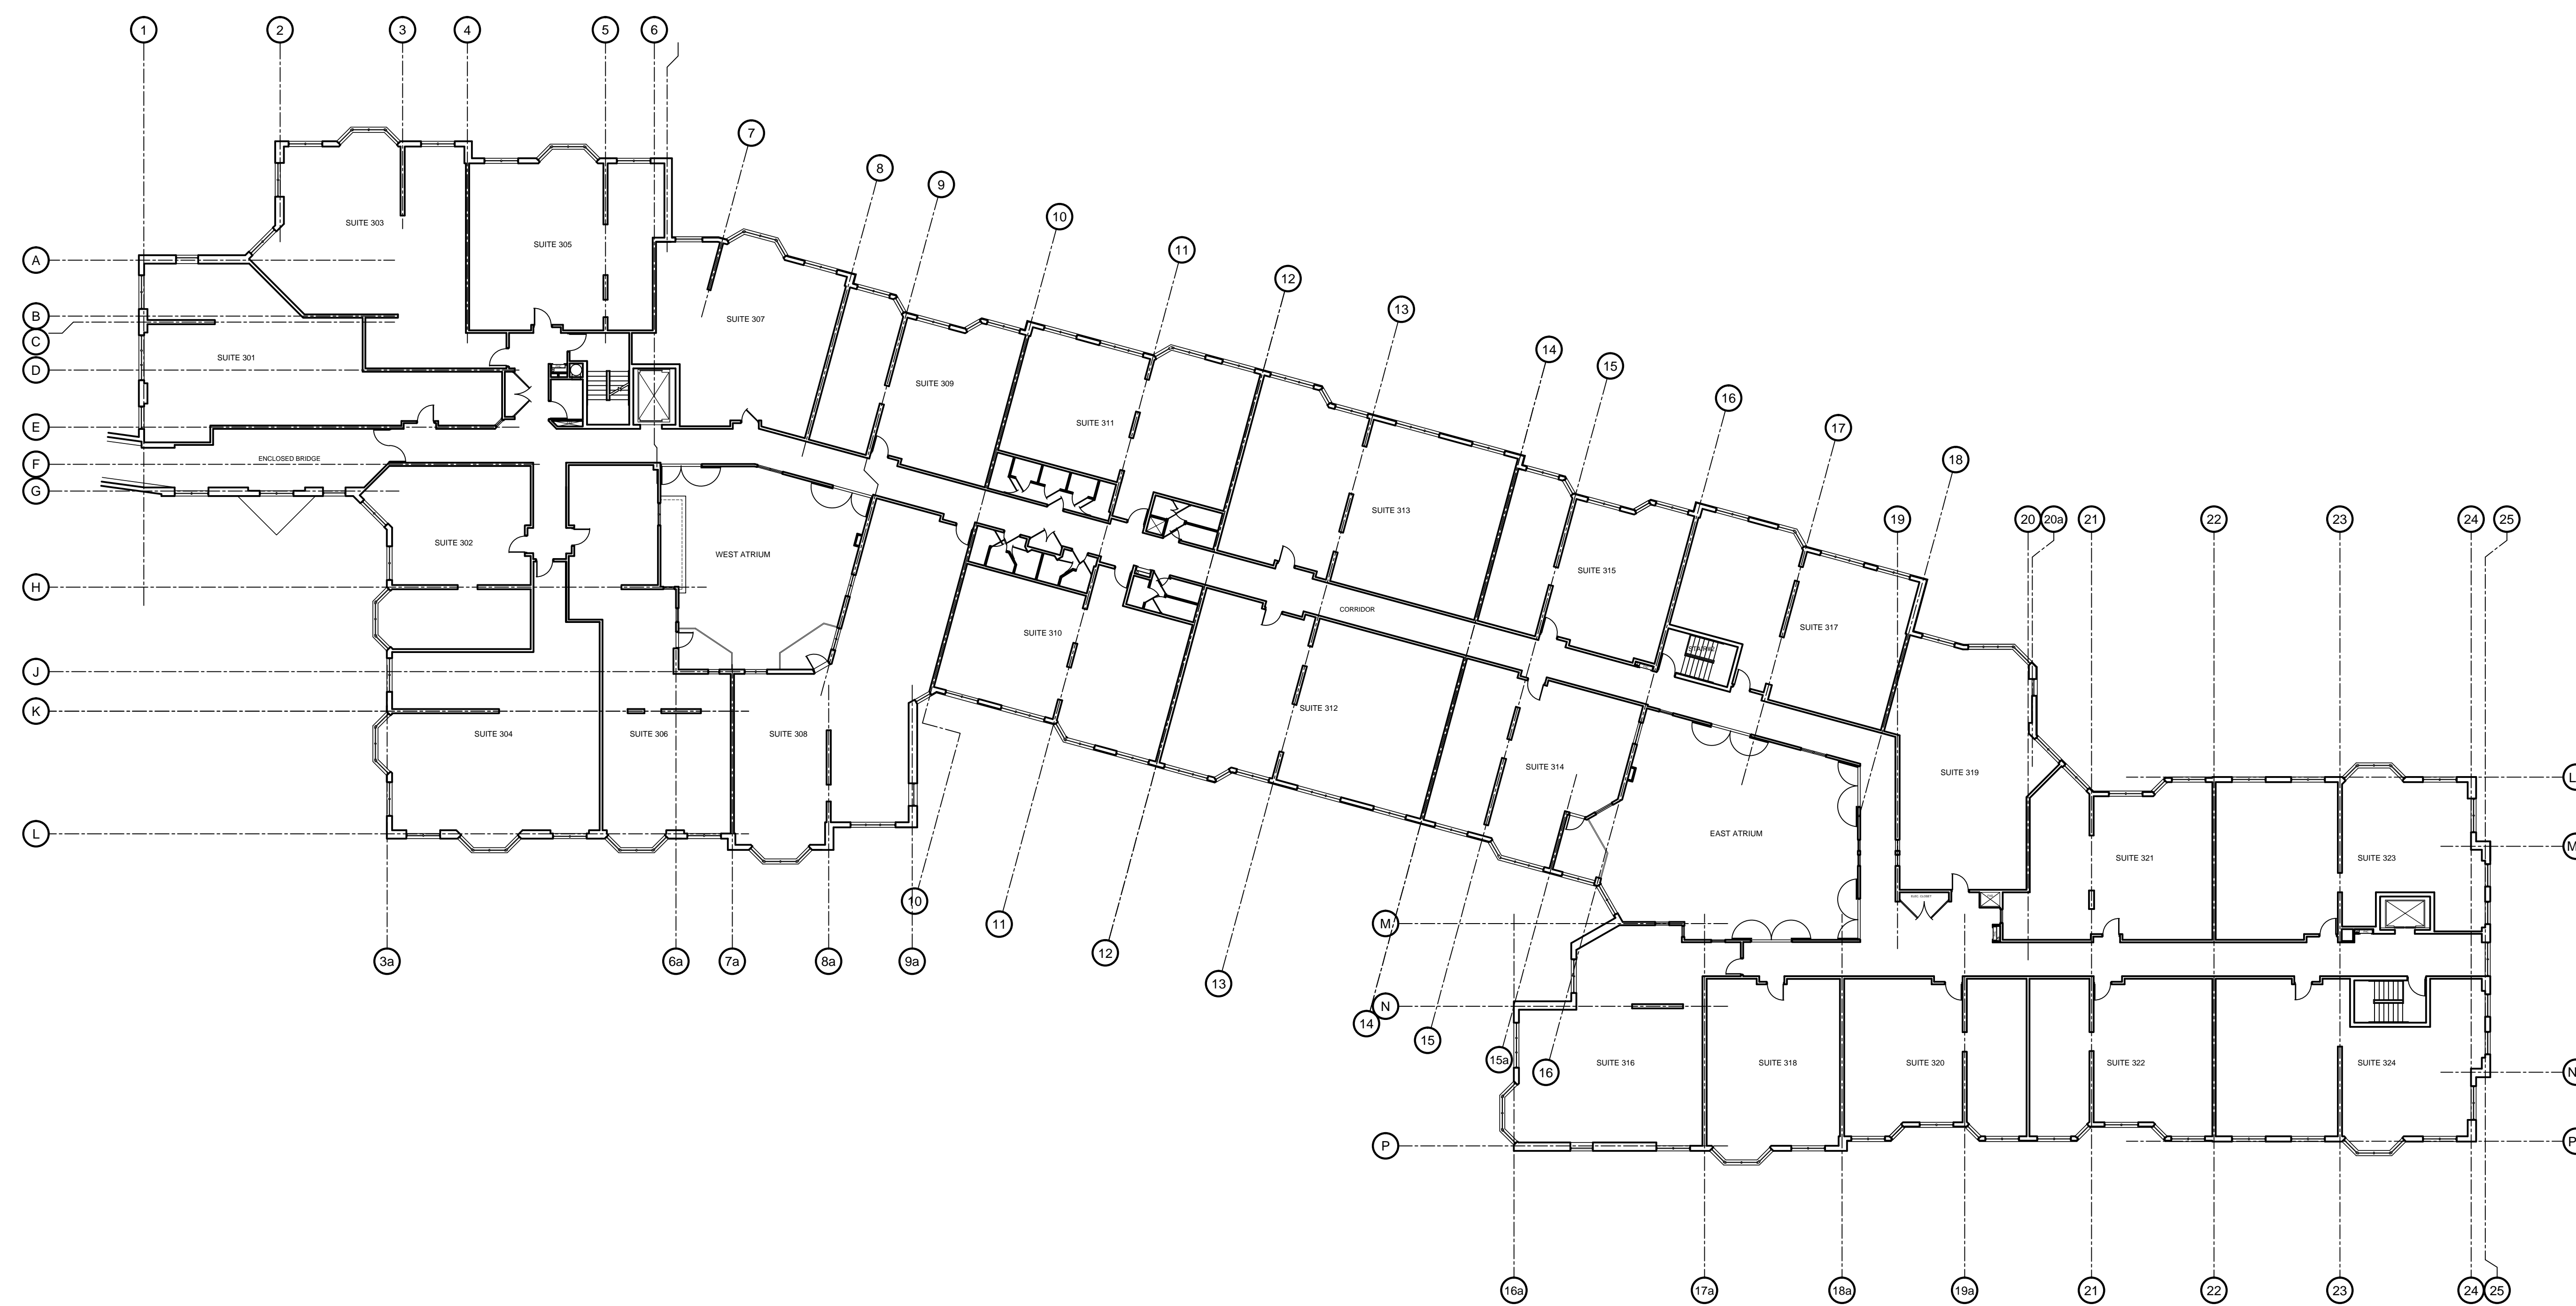 1 2 3 4 5 6
7
8
9
10
11
12
13
14
15
16
17
18
19 20 20a 21 22 23 24 25
A
B
C
D
E
F
G
H
J
K
L
SUITE 303
SUITE 305
SUITE 307
SUITE 301
SUITE 309
SUITE 311
ENCLOSED BRIDGE
SUITE 313
SUITE 302
WEST ATRIUM
SUITE 315
CORRIDOR
SUITE 317
SUITE 310
SUITE 312
SUITE 304
SUITE 306
SUITE 308
SUITE 314
SUITE 319
EAST ATRIUM
SUITE 321
SUITE 323
L
M
N
P
10
11
12
13
14
15
15a
16
3a 6a 7a 8a 9a
M
N
P
SUITE 316
SUITE 318
SUITE 320
SUITE 322
SUITE 324
16a 17a 18a 19a 21 22 23 24 25